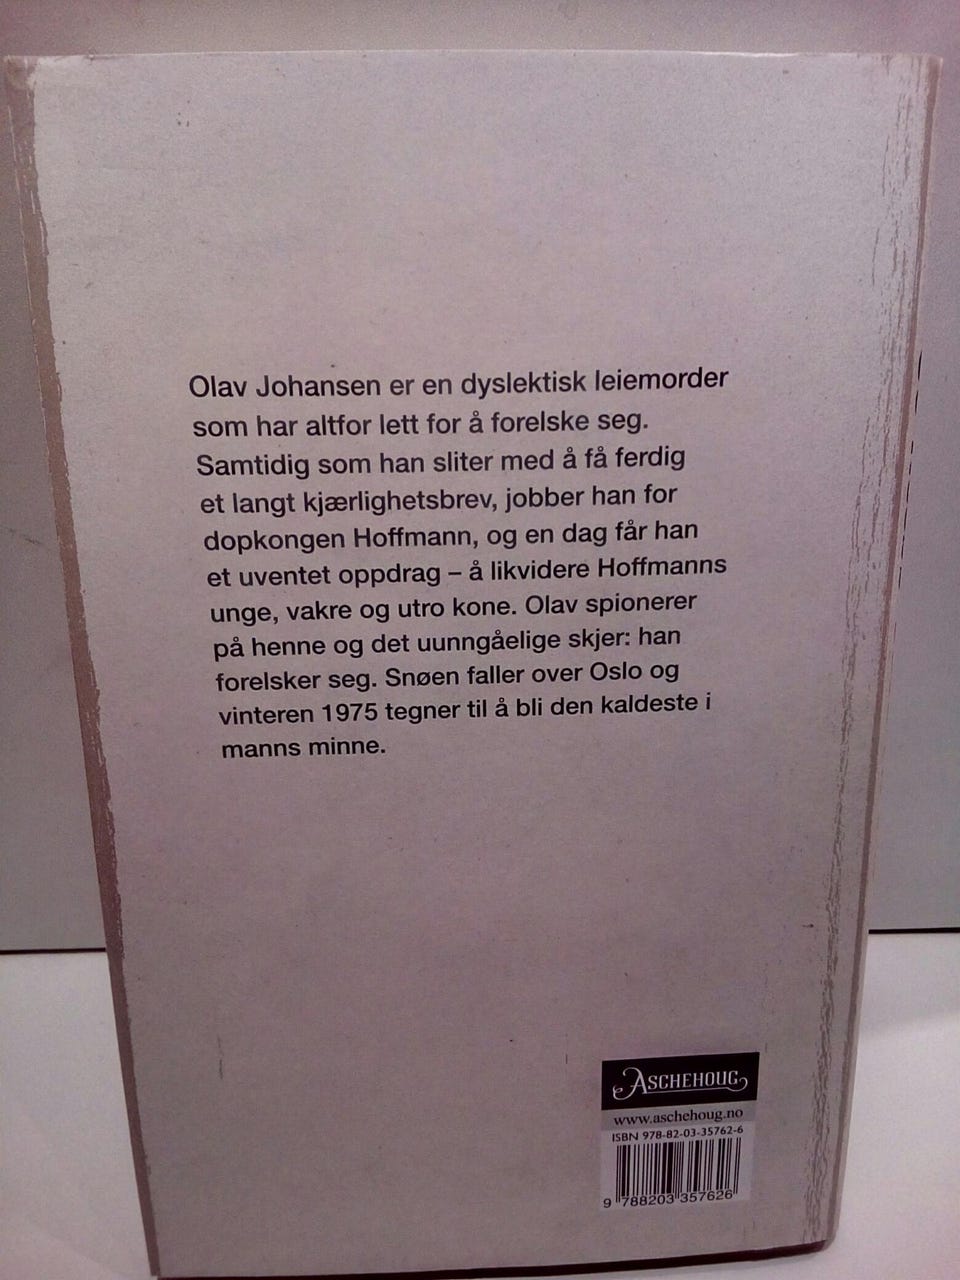 Olav Johansen er en dyslektisk leiemorder
som har altfor lett for å forelske seg.
Samtidig som han sliter med å få ferdig
et langt kjærlighetsbrev, jobber han for
dopkongen Hoffmann, og en dag får han
et uventet oppdrag – å likvidere Hoffmanns
unge, vakre og utro kone. Olav spionerer
på henne og det uunngåelige skjer: han
forelsker seg. Snøen faller over Oslo og
vinteren 1975 tegner til å bli den kaldeste i
manns minne.
ASCHEHOUG
www.aschehoug.no
ISBN 978-82-03-35762-6
9 788203 357626